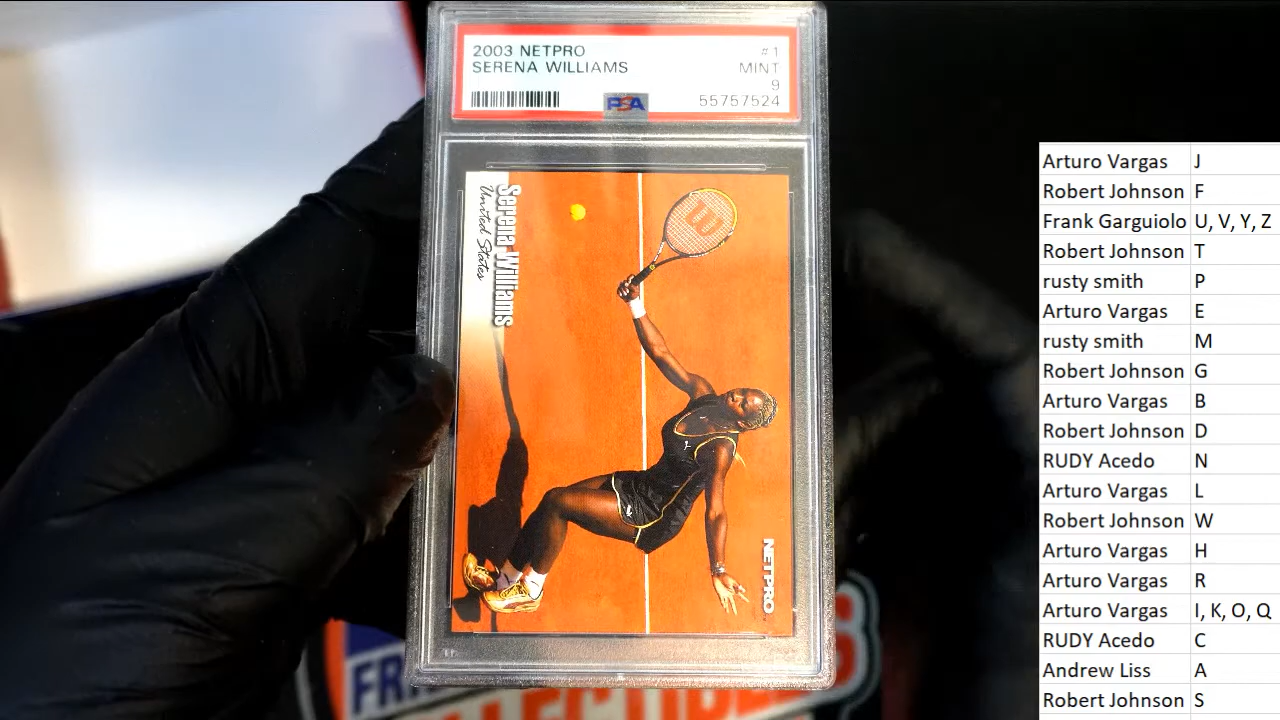 2003 NETPRO #1
SERENA WILLIAMS MINT
9
PSA 55757524
Serena Williams
United States
NETPRO
Arturo Vargas J
Robert Johnson F
Frank Garguiolo U, V, Y, Z
Robert Johnson T
rusty smith P
Arturo Vargas E
rusty smith M
Robert Johnson G
Arturo Vargas B
Robert Johnson D
RUDY Acedo N
Arturo Vargas L
Robert Johnson W
Arturo Vargas H
Arturo Vargas R
Arturo Vargas I, K, O, Q
RUDY Acedo C
Andrew Liss A
Robert Johnson S